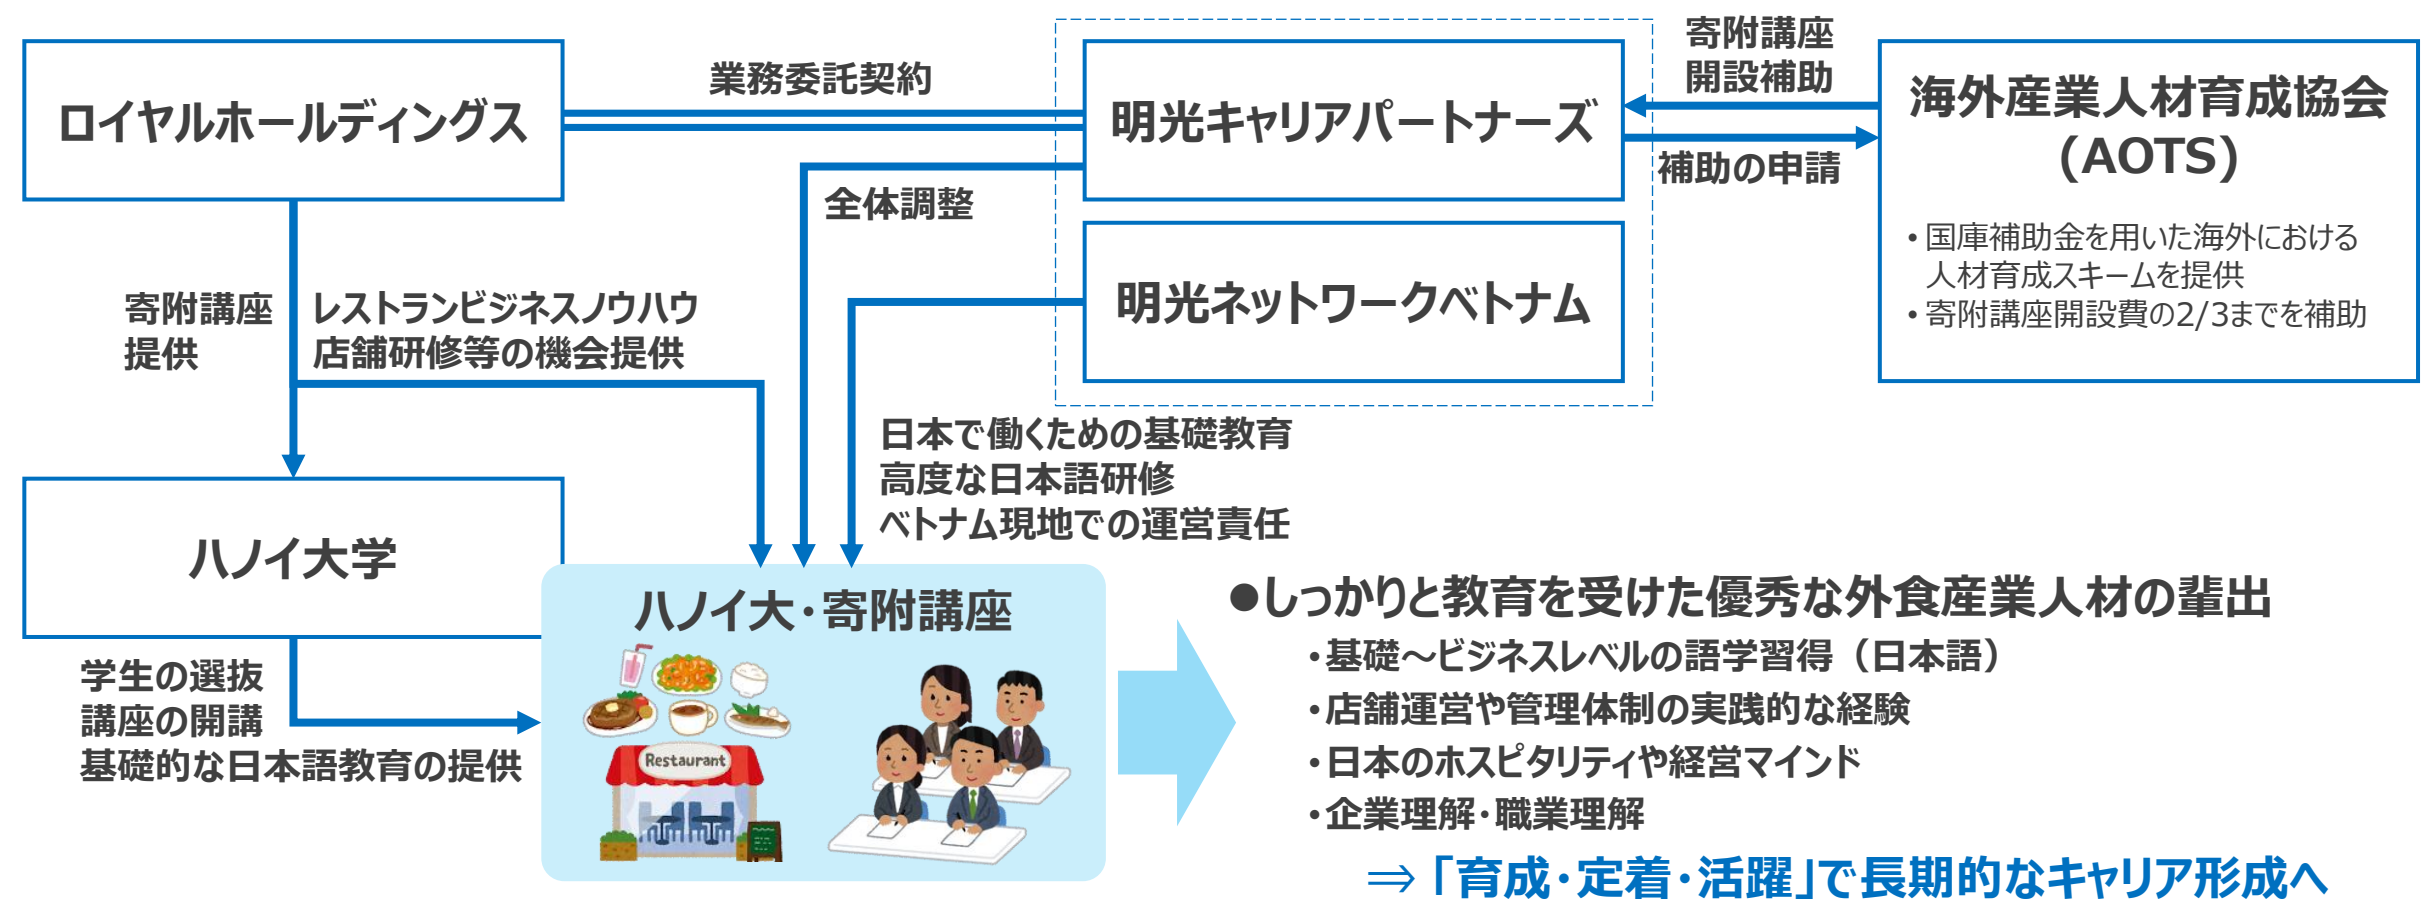 ロイヤルホールディングス
業務委託契約
明光キャリアパートナーズ
寄附講座
開設補助
補助の申請
海外産業人材育成協会
(AOTS)
・国庫補助金を用いた海外における
人材育成スキームを提供
・寄附講座開設費の2/3までを補助
全体調整
明光ネットワークベトナム
寄附講座
提供
レストランビジネスノウハウ
店舗研修等の機会提供
日本で働くための基礎教育
高度な日本語研修
ベトナム現地での運営責任
ハノイ大学
学生の選抜
講座の開講
基礎的な日本語教育の提供
ハノイ大・寄附講座
Restaurant
●しっかりと教育を受けた優秀な外食産業人材の輩出
・基礎～ビジネスレベルの語学習得（日本語）
・店舗運営や管理体制の実践的な経験
・日本のホスピタリティや経営マインド
・企業理解・職業理解
⇒「育成・定着・活躍」で長期的なキャリア形成へ